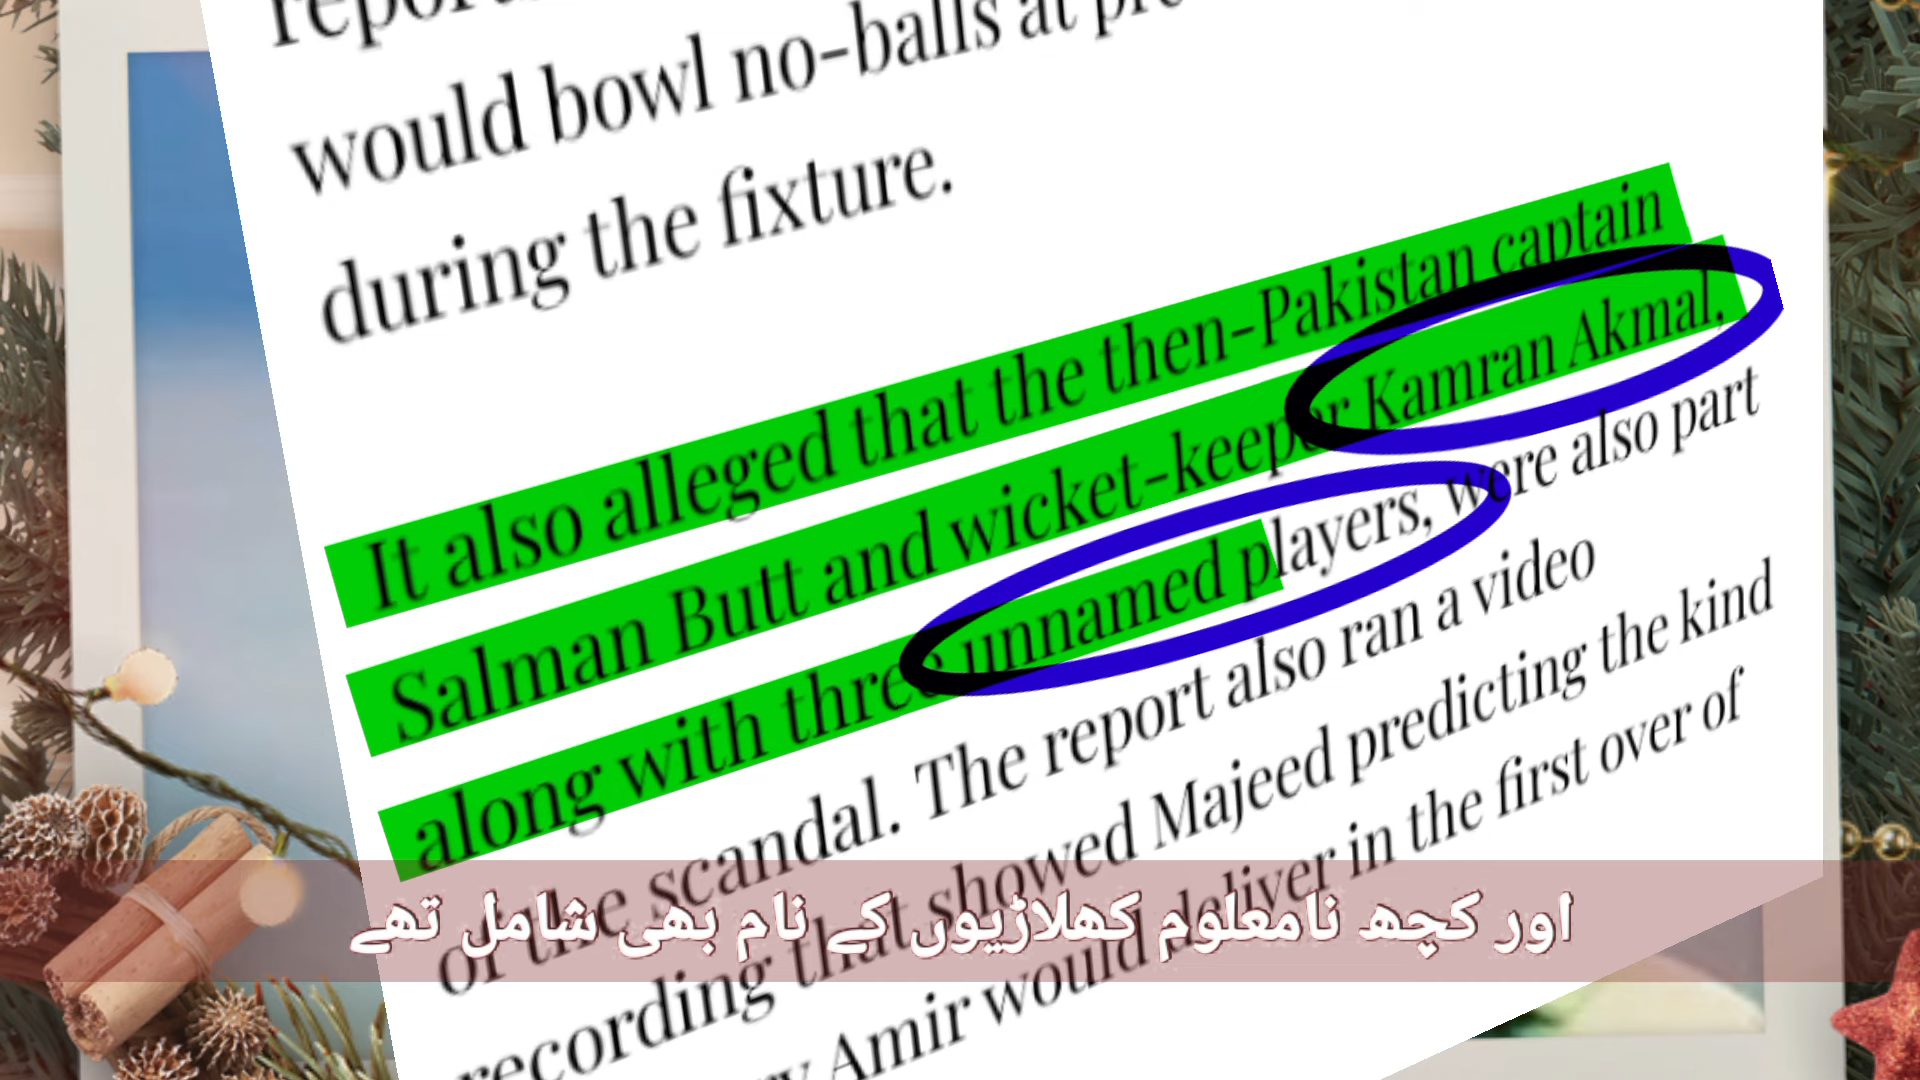 would bowl no-balls at
during the fixture.
It also alleged that the then-Pakistan captain
Salman Butt and wicket-keeper Kamran Akmal,
along with three unnamed players, were also part
of the scandal. The report also ran a video
recording that showed Majeed predicting the kind
Amir would deliver in the first over of
اور کچھ نامعلوم کھلاڑیوں کے نام بھی شامل تھے